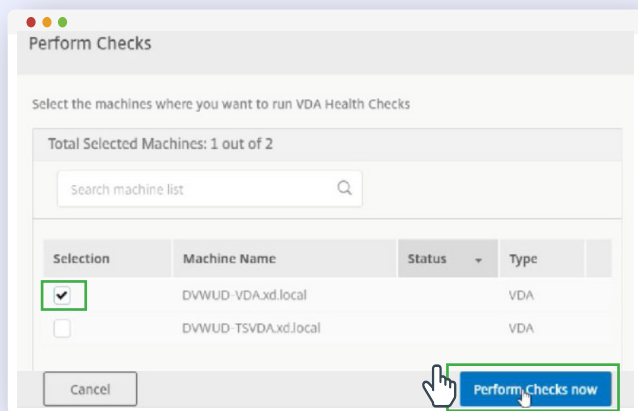 Perform Checks
Select the machines where you want to run VDA Health Checks
Total Selected Machines: 1 out of 2
Search machine list
Selection Machine Name Status Type
DVWUD-VDA.xd.local VDA
DVWUD-TSVDA.xd.local VDA
Cancel Perform Checks now